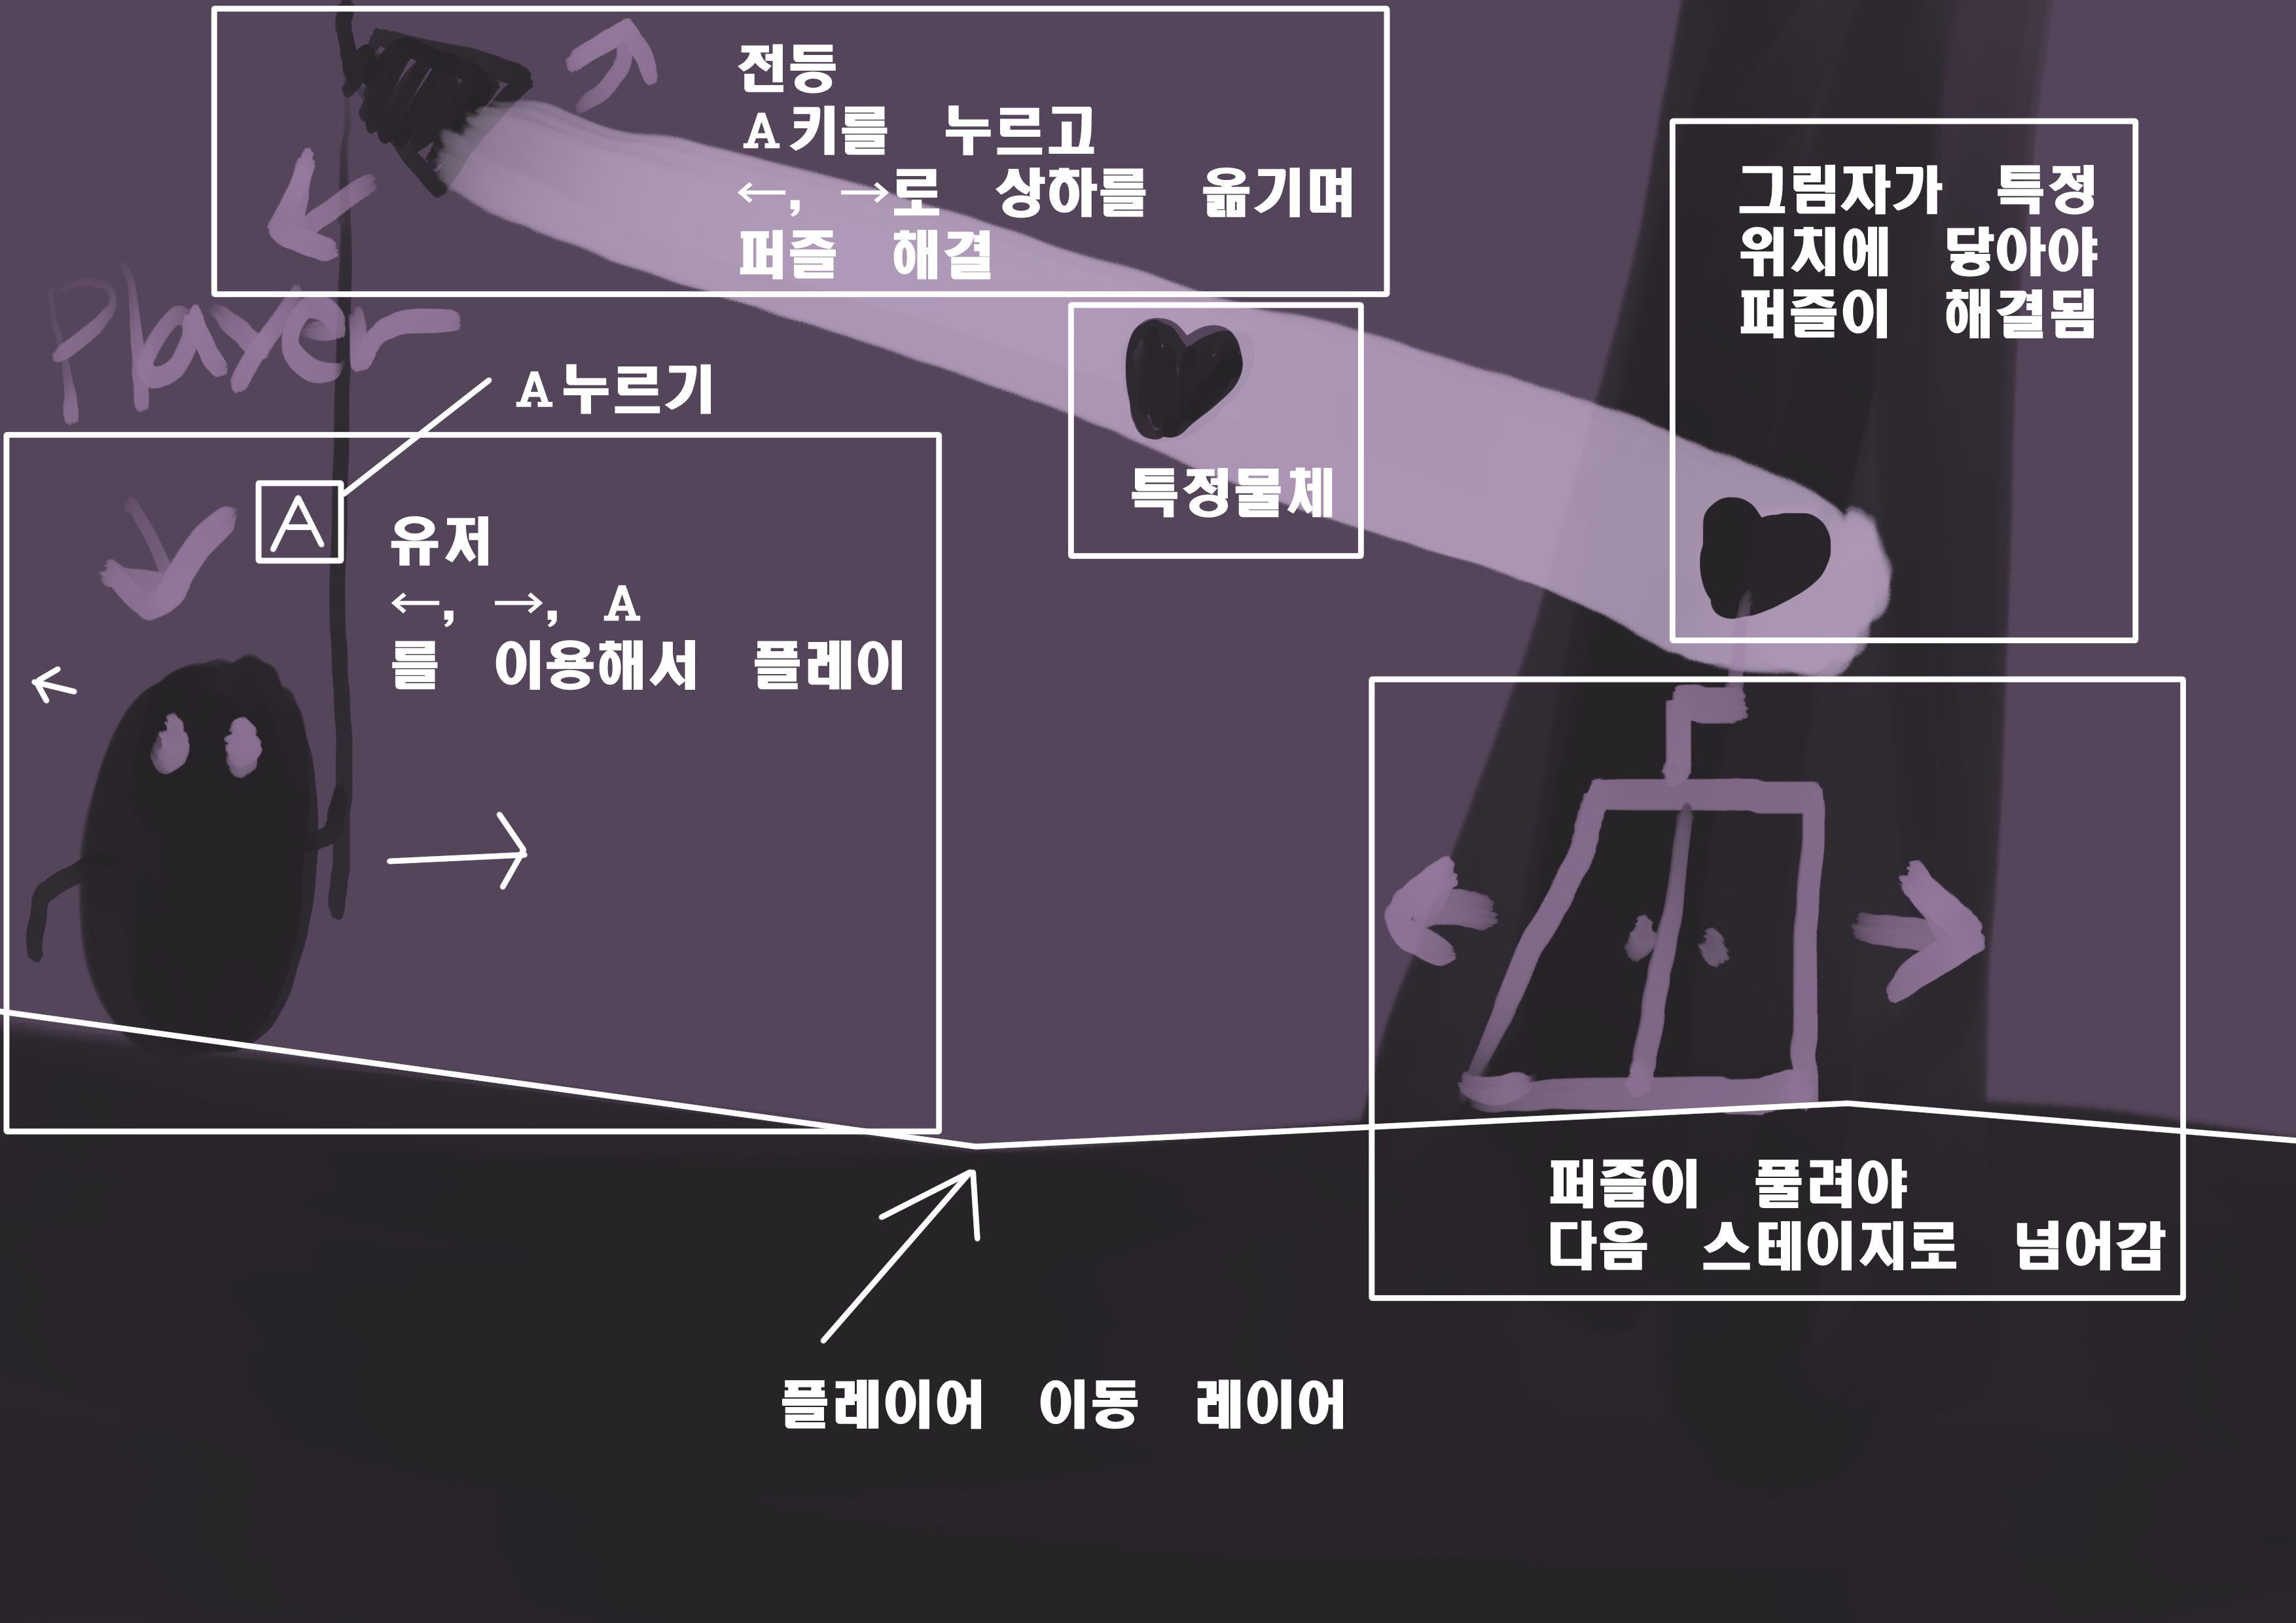 전등
A키를 누르고
←, →로 상하를 옮기며
퍼즐 해결
그림자가 특정
위치에 닿아야
퍼즐이 해결됨
Player
A누르기
특정물체
A
유저
←, →, A
를 이용해서 플레이
퍼즐이 풀려야
다음 스테이지로 넘어감
플레이어 이동 레이어